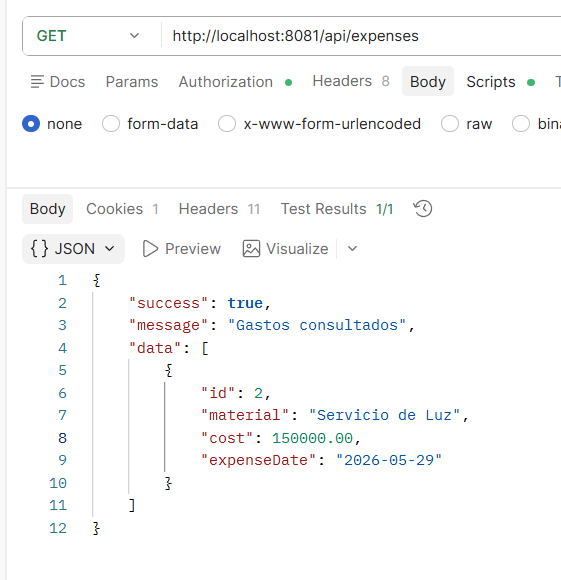 GET http://localhost:8081/api/expenses
Docs Params Authorization Headers 8 Body Scripts T
none form-data x-www-form-urlencoded raw bin
Body Cookies 1 Headers 11 Test Results 1/1
{} JSON Preview Visualize
1 {
2 "success": true,
3 "message": "Gastos consultados",
4 "data": [
5 {
6 "id": 2,
7 "material": "Servicio de Luz",
8 "cost": 150000.00,
9 "expenseDate": "2026-05-29"
10 }
11 ]
12 }